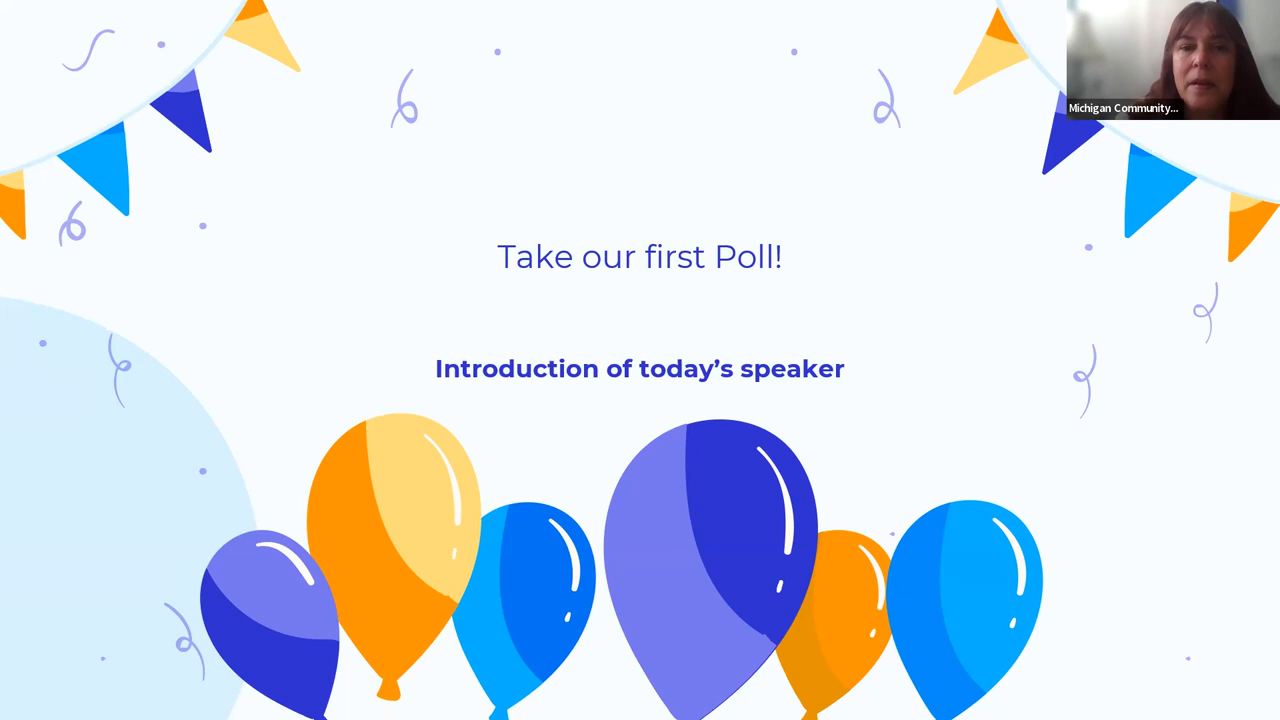 Michigan Community...
Take our first Poll!
Introduction of today's speaker